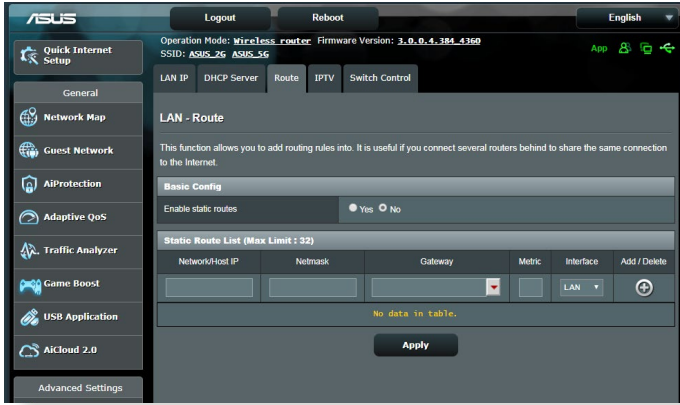 ASUS
Logout
Reboot
English
Quick Internet
Setup
General
Network Map
Guest Network
AiProtection
Adaptive QoS
Traffic Analyzer
Game Boost
USB Application
AiCloud 2.0
Advanced Settings
Operation Mode: Wireless router Firmware Version: 3.0.0.4.384_4360
SSID: ASUS_2G ASUS_5G
App
LAN IP DHCP Server Route IPTV Switch Control
LAN - Route
This function allows you to add routing rules into. It is useful if you connect several routers behind to share the same connection
to the Internet.
Basic Config
Enable static routes Yes No
Static Route List (Max Limit : 32)
Network/Host IP Netmask Gateway Metric Interface Add / Delete
LAN
No data in table.
Apply